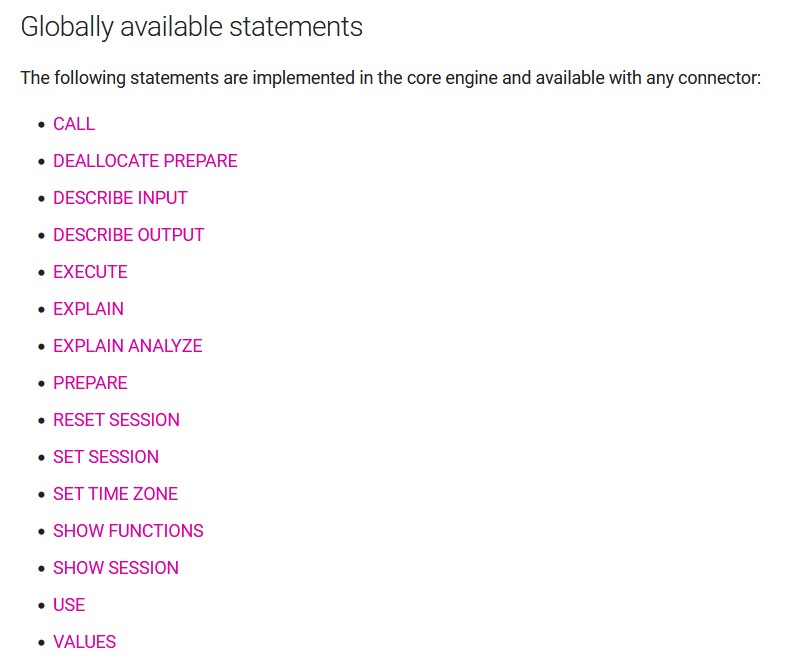 Globally available statements
The following statements are implemented in the core engine and available with any connector:
• CALL
• DEALLOCATE PREPARE
• DESCRIBE INPUT
• DESCRIBE OUTPUT
• EXECUTE
• EXPLAIN
• EXPLAIN ANALYZE
• PREPARE
• RESET SESSION
• SET SESSION
• SET TIME ZONE
• SHOW FUNCTIONS
• SHOW SESSION
• USE
• VALUES